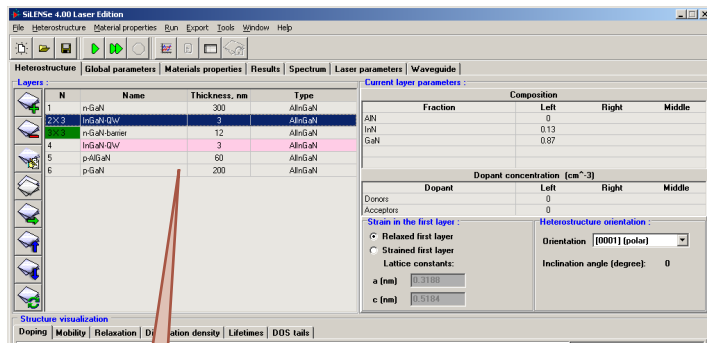 SiLENSe 4.00 Laser Edition
File Heterostructure Material properties Run Export Tools Window Help
Heterostructure Global parameters Materials properties Results Spectrum Laser parameters Waveguide
Layers :
N Name Thickness, nm Type
1 n-GaN 300 AlInGaN
2×3 InGaN-QW 3 AlInGaN
3×3 n-GaN-barrier 12 AlInGaN
4 InGaN-QW 3 AlInGaN
5 p-AlGaN 60 AlInGaN
6 p-GaN 200 AlInGaN
Current layer parameters :
Composition
Fraction Left Right Middle
AlN 0
InN 0.13
GaN 0.87
Dopant concentration (cm^-3)
Dopant Left Right Middle
Donors 0
Acceptors 0
Strain in the first layer :
Relaxed first layer
Strained first layer
Lattice constants:
a (nm) 0.3188
c (nm) 0.5184
Heterostructure orientation :
Orientation [0001] (polar)
Inclination angle (degree): 0
Structure visualization
Doping Mobility Relaxation density Lifetimes DOS tails